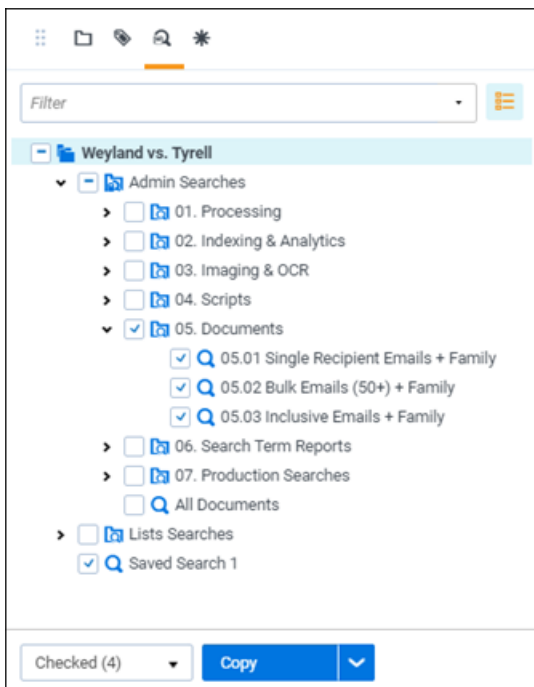 Filter
Weyland vs. Tyrell
Admin Searches
01. Processing
02. Indexing & Analytics
03. Imaging & OCR
04. Scripts
05. Documents
05.01 Single Recipient Emails + Family
05.02 Bulk Emails (50+) + Family
05.03 Inclusive Emails + Family
06. Search Term Reports
07. Production Searches
All Documents
Lists Searches
Saved Search 1
Checked (4) Copy